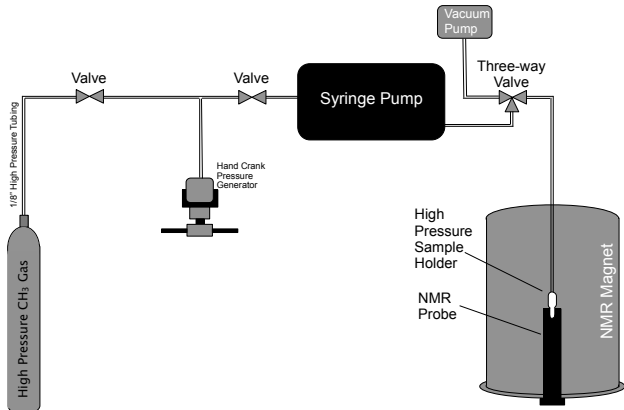 Vacuum
Pump
Three-way
Valve
Valve
Valve
Syringe Pump
1/8" High Pressure Tubing
Hand Crank
Pressure
Generator
High
Pressure
Sample
Holder
NMR
Probe
NMR Magnet
High Pressure CH₃ Gas